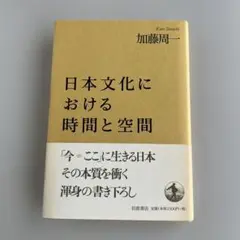 加藤周一
日本文化に
おける
時間と空間
「今=ここ」に生きる日本
その本質を衝く
渾身の書き下ろし
岩波書店